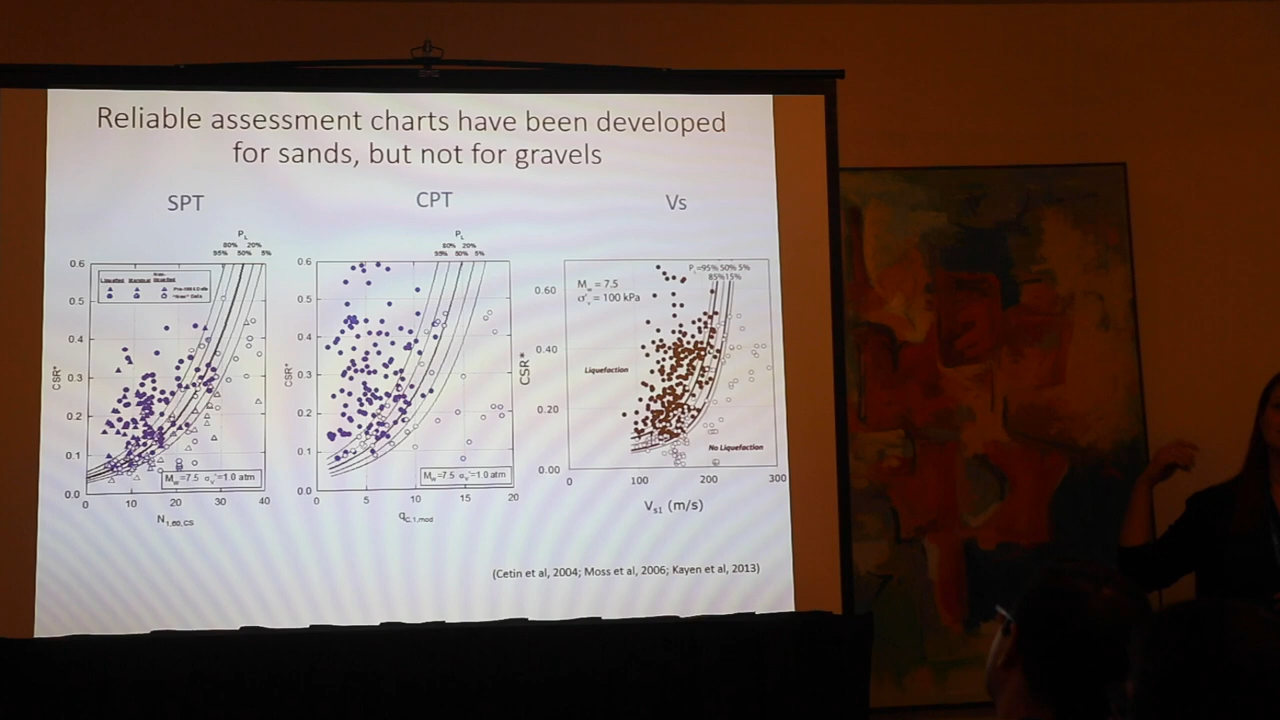 Reliable assessment charts have been developed
for sands, but not for gravels
SPT
CPT
Vs
PL
80% 20%
95% 50% 5%
0.6
0.5
0.4
0.3
0.2
0.1
0.0
CSR*
Liquefied Marginal
Mw=7.5 σv'=1.0 atm
0 10 20 30 40
N1,60,CS
PL
80% 20%
95% 50% 5%
0.6
0.5
0.4
0.3
0.2
0.1
0.0
CSR*
Mw=7.5 σv'=1.0 atm
0 5 10 15 20
qc,1,mod
PL=95% 50% 5%
85% 15%
Mw = 7.5
σ'v = 100 kPa
0.60
0.40
0.20
0.00
CSR*
Liquefaction
No Liquefaction
0 100 200 300
Vs1 (m/s)
(Cetin et al, 2004; Moss et al, 2006; Kayen et al, 2013)